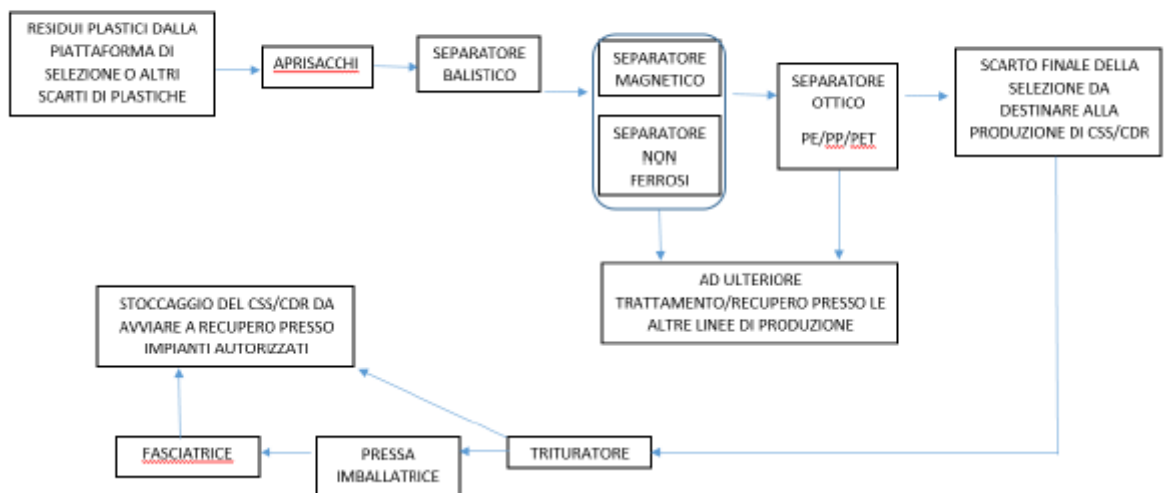 RESIDUI PLASTICI DALLA
PIATTAFORMA DI
SELEZIONE O ALTRI
SCARTI DI PLASTICHE
APRISACCHI
SEPARATORE
BALISTICO
SEPARATORE
MAGNETICO
SEPARATORE
NON
FERROSI
SEPARATORE
OTTICO
PE/PP/PET
SCARTO FINALE DELLA
SELEZIONE DA
DESTINARE ALLA
PRODUZIONE DI CSS/CDR
AD ULTERIORE
TRATTAMENTO/RECUPERO PRESSO LE
ALTRE LINEE DI PRODUZIONE
STOCCAGGIO DEL CSS/CDR DA
AVVIARE A RECUPERO PRESSO
IMPIANTI AUTORIZZATI
FASCIATRICE
PRESSA
IMBALLATRICE
TRITURATORE